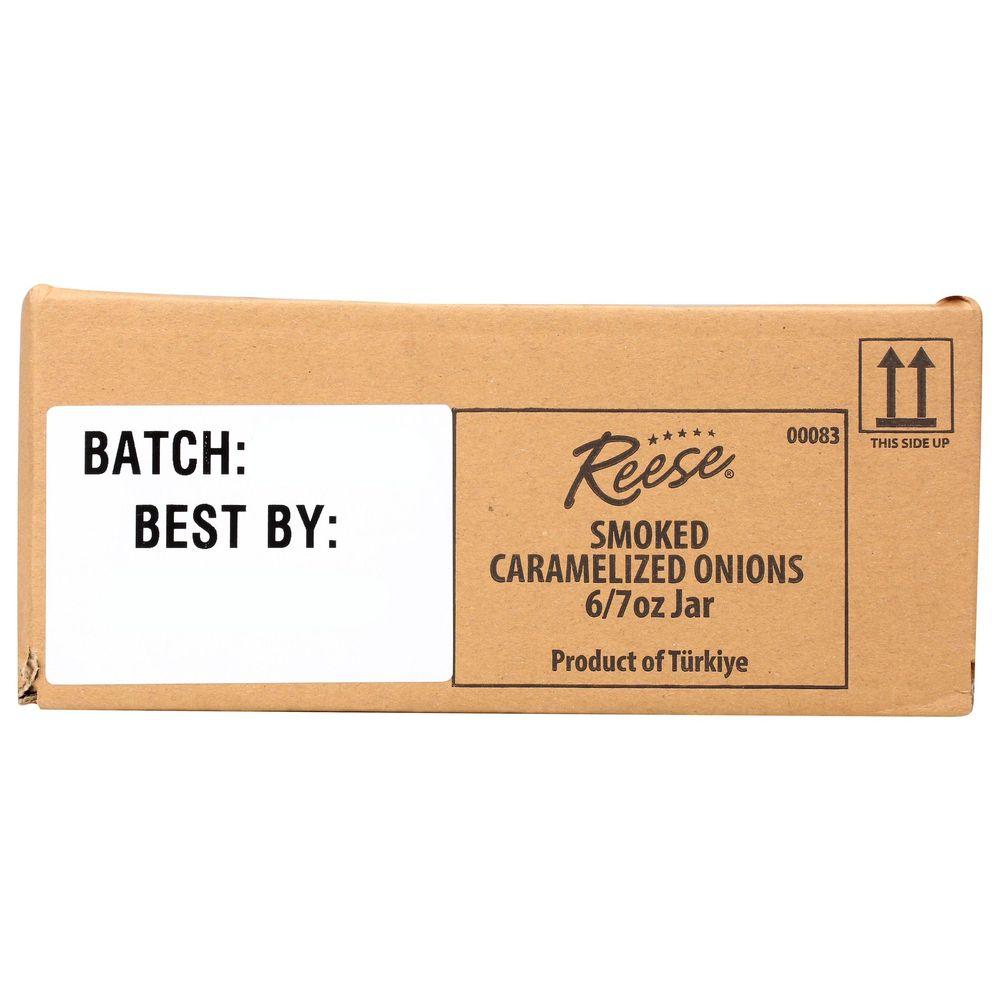 BATCH:
BEST BY:
Reese®
00083
SMOKED
CARAMELIZED ONIONS
6/7oz Jar
Product of Türkiye
THIS SIDE UP